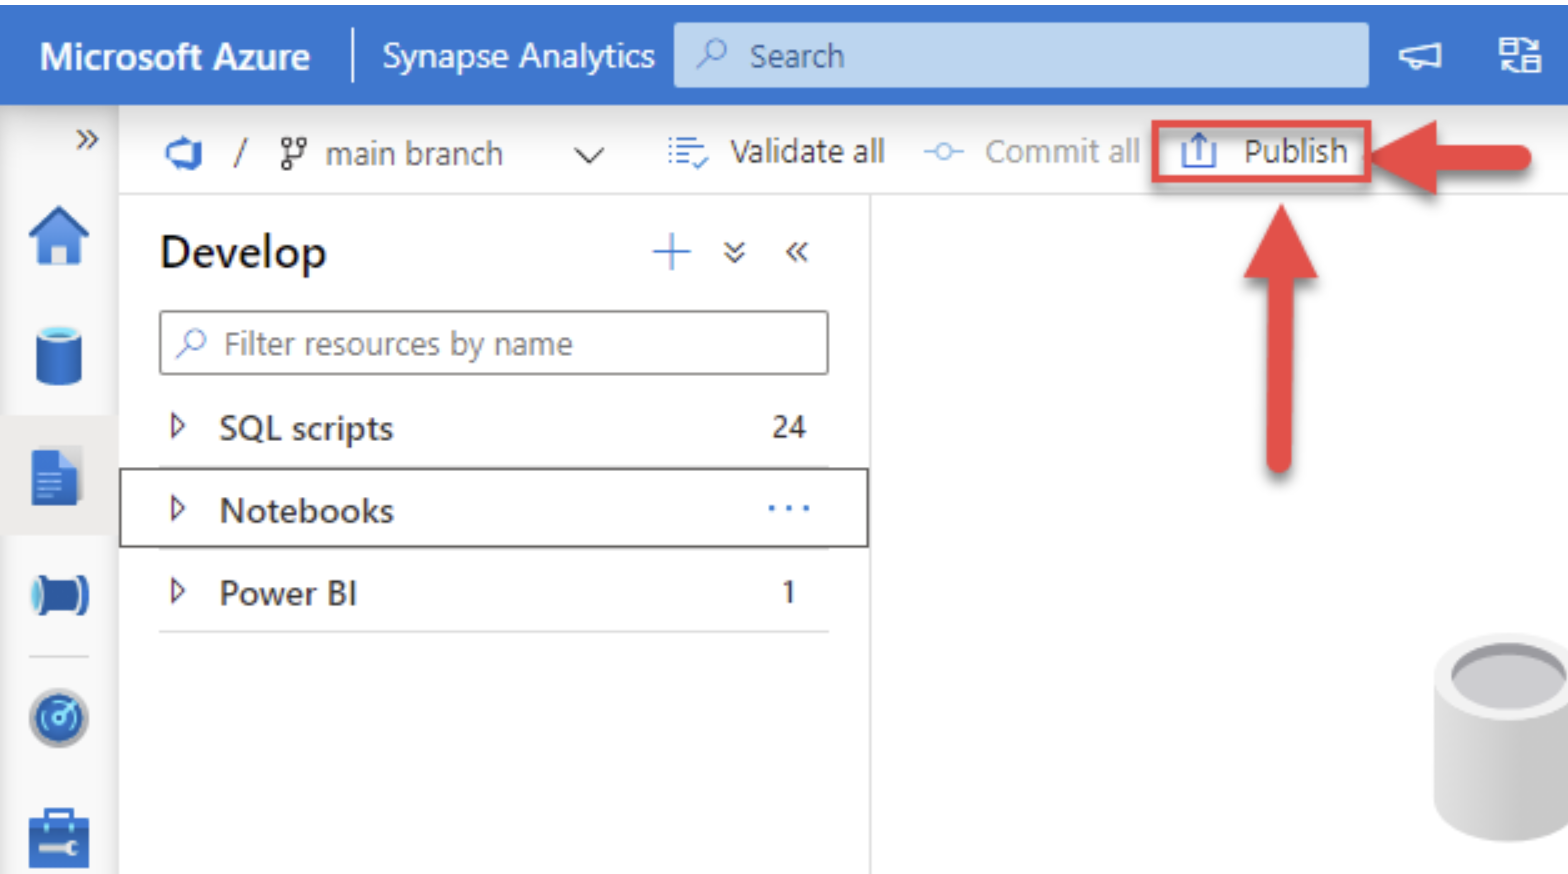 Microsoft Azure Synapse Analytics Search
/ main branch Validate all Commit all Publish
Develop
Filter resources by name
SQL scripts 24
Notebooks ...
Power BI 1